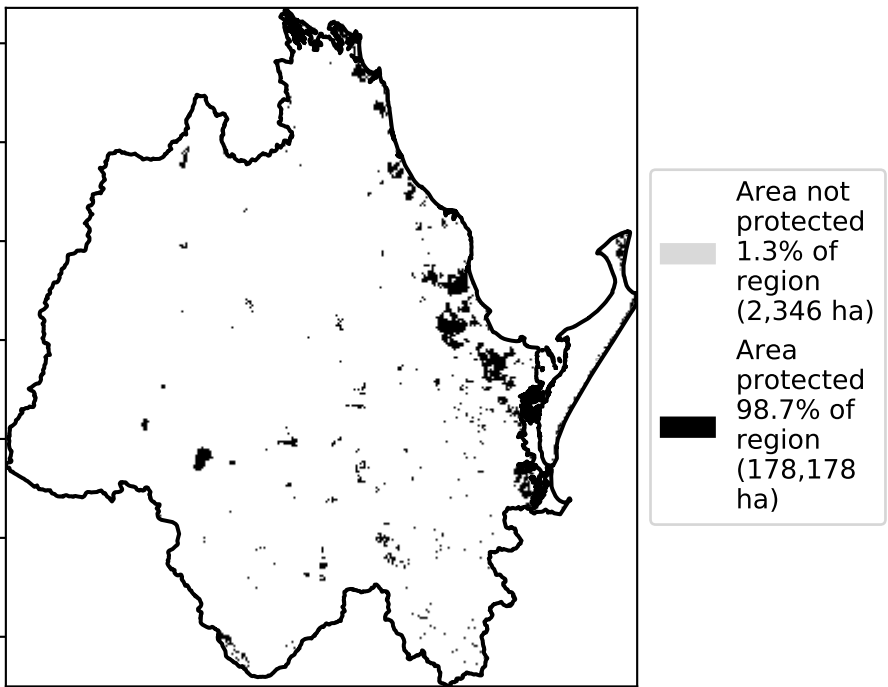 Area not
protected
1.3% of
region
(2,346 ha)
Area
protected
98.7% of
region
(178,178
ha)